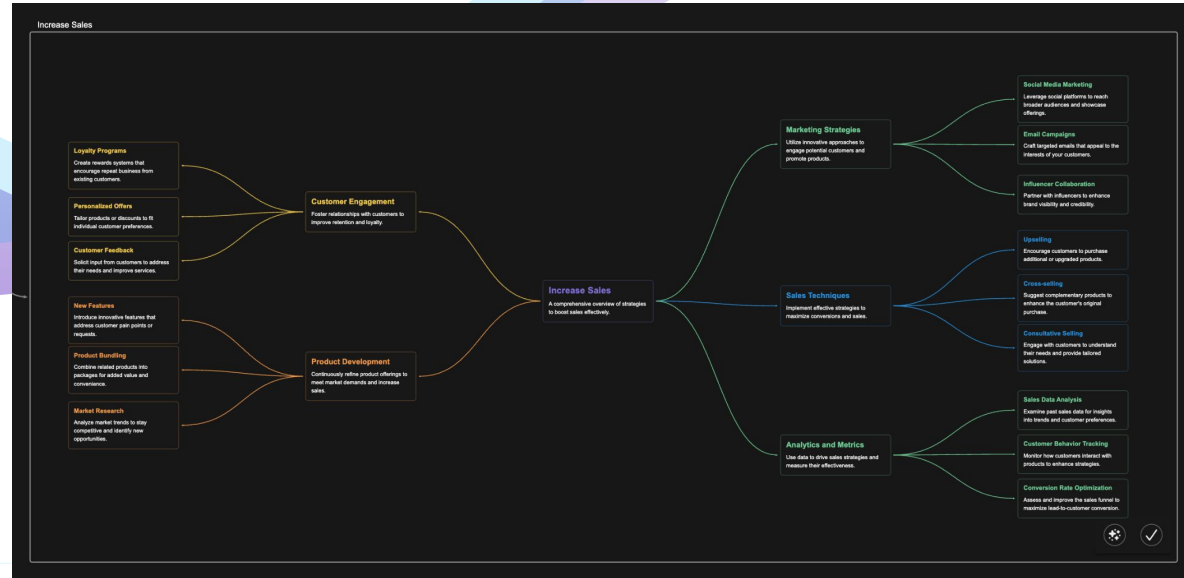 Increase Sales
Loyalty Programs
Create rewards systems that
encourage repeat business from
existing customers.
Personalized Offers
Tailor products or discounts to fit
individual customer preferences.
Customer Feedback
Solicit input from customers to address
their needs and improve services.
New Features
Introduce innovative features that
address customer pain points or
requests.
Product Bundling
Combine related products into
packages for added value and
convenience.
Market Research
Analyze market trends to stay
competitive and identify new
opportunities.
Customer Engagement
Foster relationships with customers to
improve retention and loyalty.
Product Development
Continuously refine product offerings to
meet market demands and increase
sales.
Increase Sales
A comprehensive overview of strategies
to boost sales effectively.
Marketing Strategies
Utilize innovative approaches to
engage potential customers and
promote products.
Sales Techniques
Implement effective strategies to
maximize conversions and sales.
Analytics and Metrics
Use data to drive sales strategies and
measure their effectiveness.
Social Media Marketing
Leverage social platforms to reach
broader audiences and showcase
offerings.
Email Campaigns
Craft targeted emails that appeal to the
interests of your customers.
Influencer Collaboration
Partner with influencers to enhance
brand visibility and credibility.
Upselling
Encourage customers to purchase
additional or upgraded products.
Cross-selling
Suggest complementary products to
enhance the customer's original
purchase.
Consultative Selling
Engage with customers to understand
their needs and provide tailored
solutions.
Sales Data Analysis
Examine past sales data for insights
into trends and customer preferences.
Customer Behavior Tracking
Monitor how customers interact with
products to enhance strategies.
Conversion Rate Optimization
Assess and improve the sales funnel to
maximize lead-to-customer conversion.